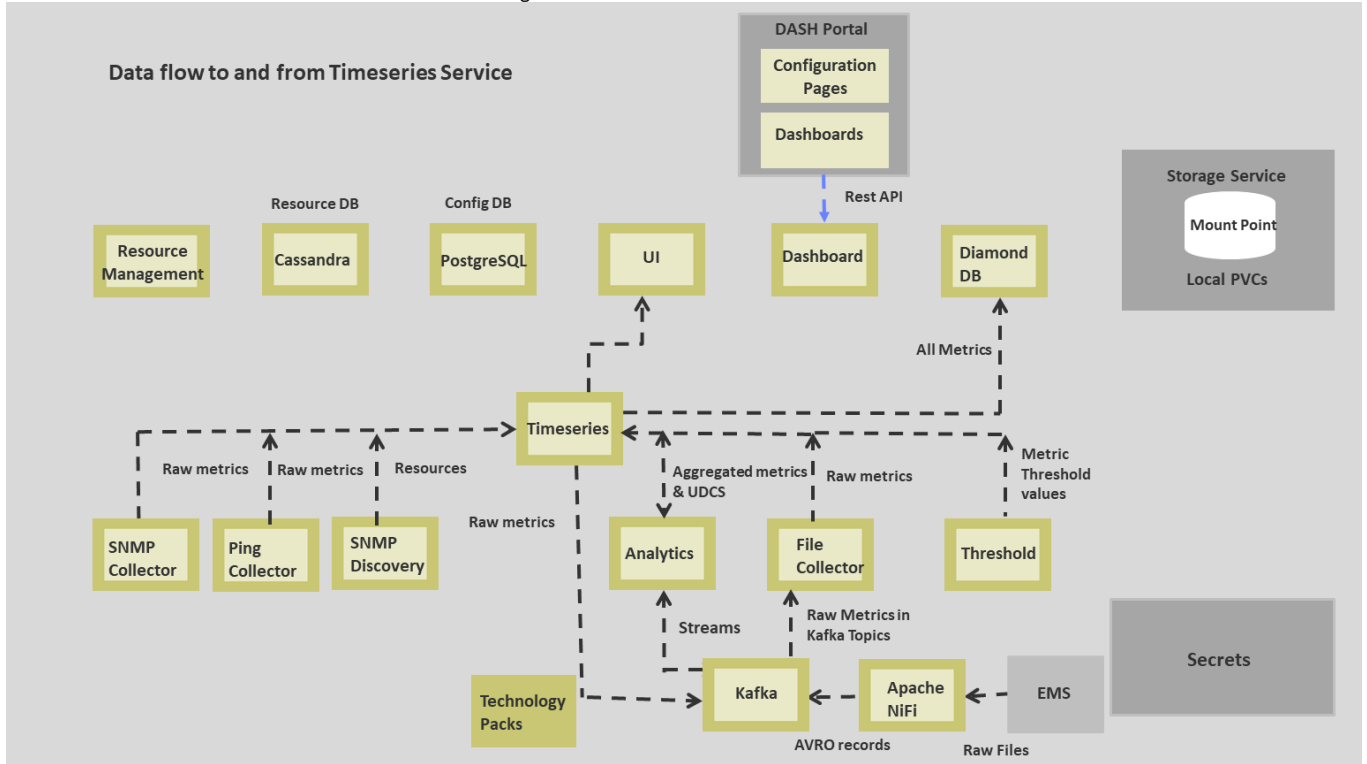 DASH Portal
Data flow to and from Timeseries Service
Configuration
Pages
Dashboards
Storage Service
Mount Point
Local PVCs
Rest API
Resource DB
Config DB
Resource
Management
Cassandra
PostgreSQL
UI
Dashboard
Diamond
DB
All Metrics
Timeseries
Raw metrics
Raw metrics
Resources
Aggregated metrics
& UDCS
Raw metrics
Metric
Threshold
values
Raw metrics
SNMP
Collector
Ping
Collector
SNMP
Discovery
Analytics
File
Collector
Threshold
Streams
Raw Metrics in
Kafka Topics
Secrets
Technology
Packs
Kafka
Apache
NiFi
EMS
AVRO records
Raw Files